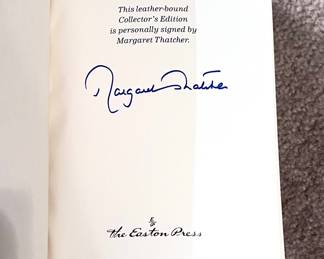 This leather-bound
Collector's Edition
is personally signed by
Margaret Thatcher.
Margaret Thatcher
The Easton Press